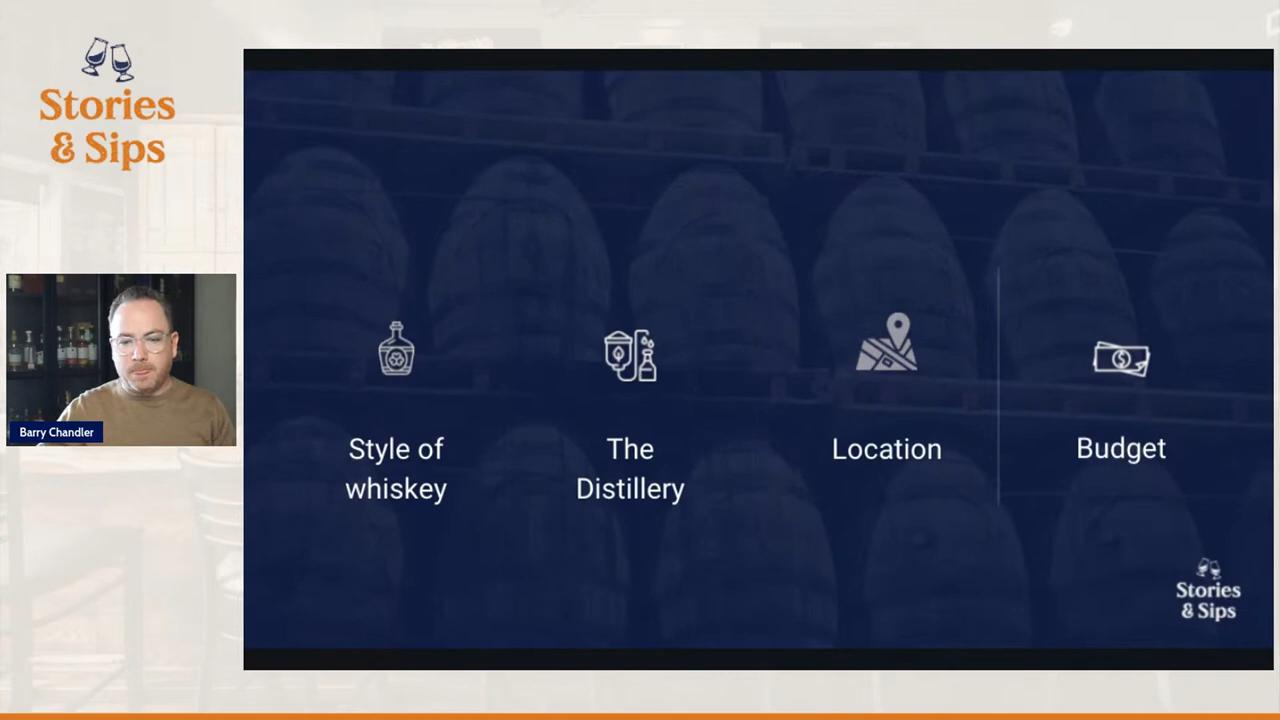 Stories
& Sips
Barry Chandler
Style of
whiskey
The
Distillery
Location
Budget
Stories
& Sips